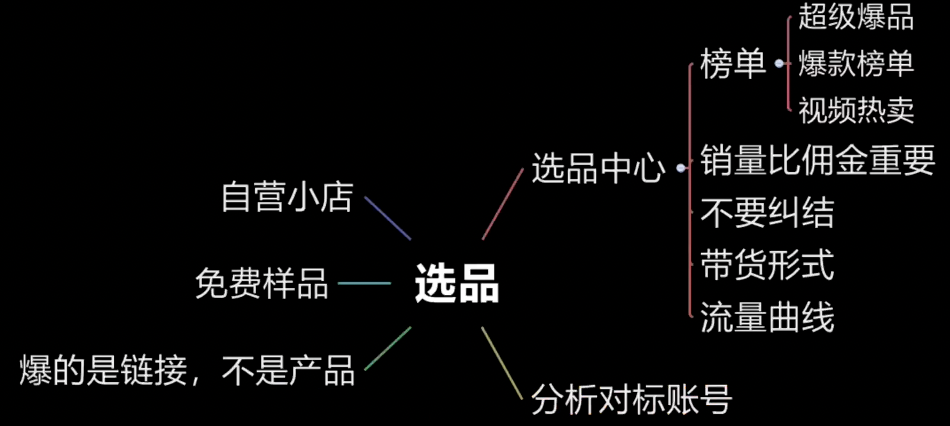 超级爆品
榜单
爆款榜单
视频热卖
选品中心
销量比佣金重要
不要纠结
带货形式
流量曲线
自营小店
免费样品
选品
爆的是链接，不是产品
分析对标账号